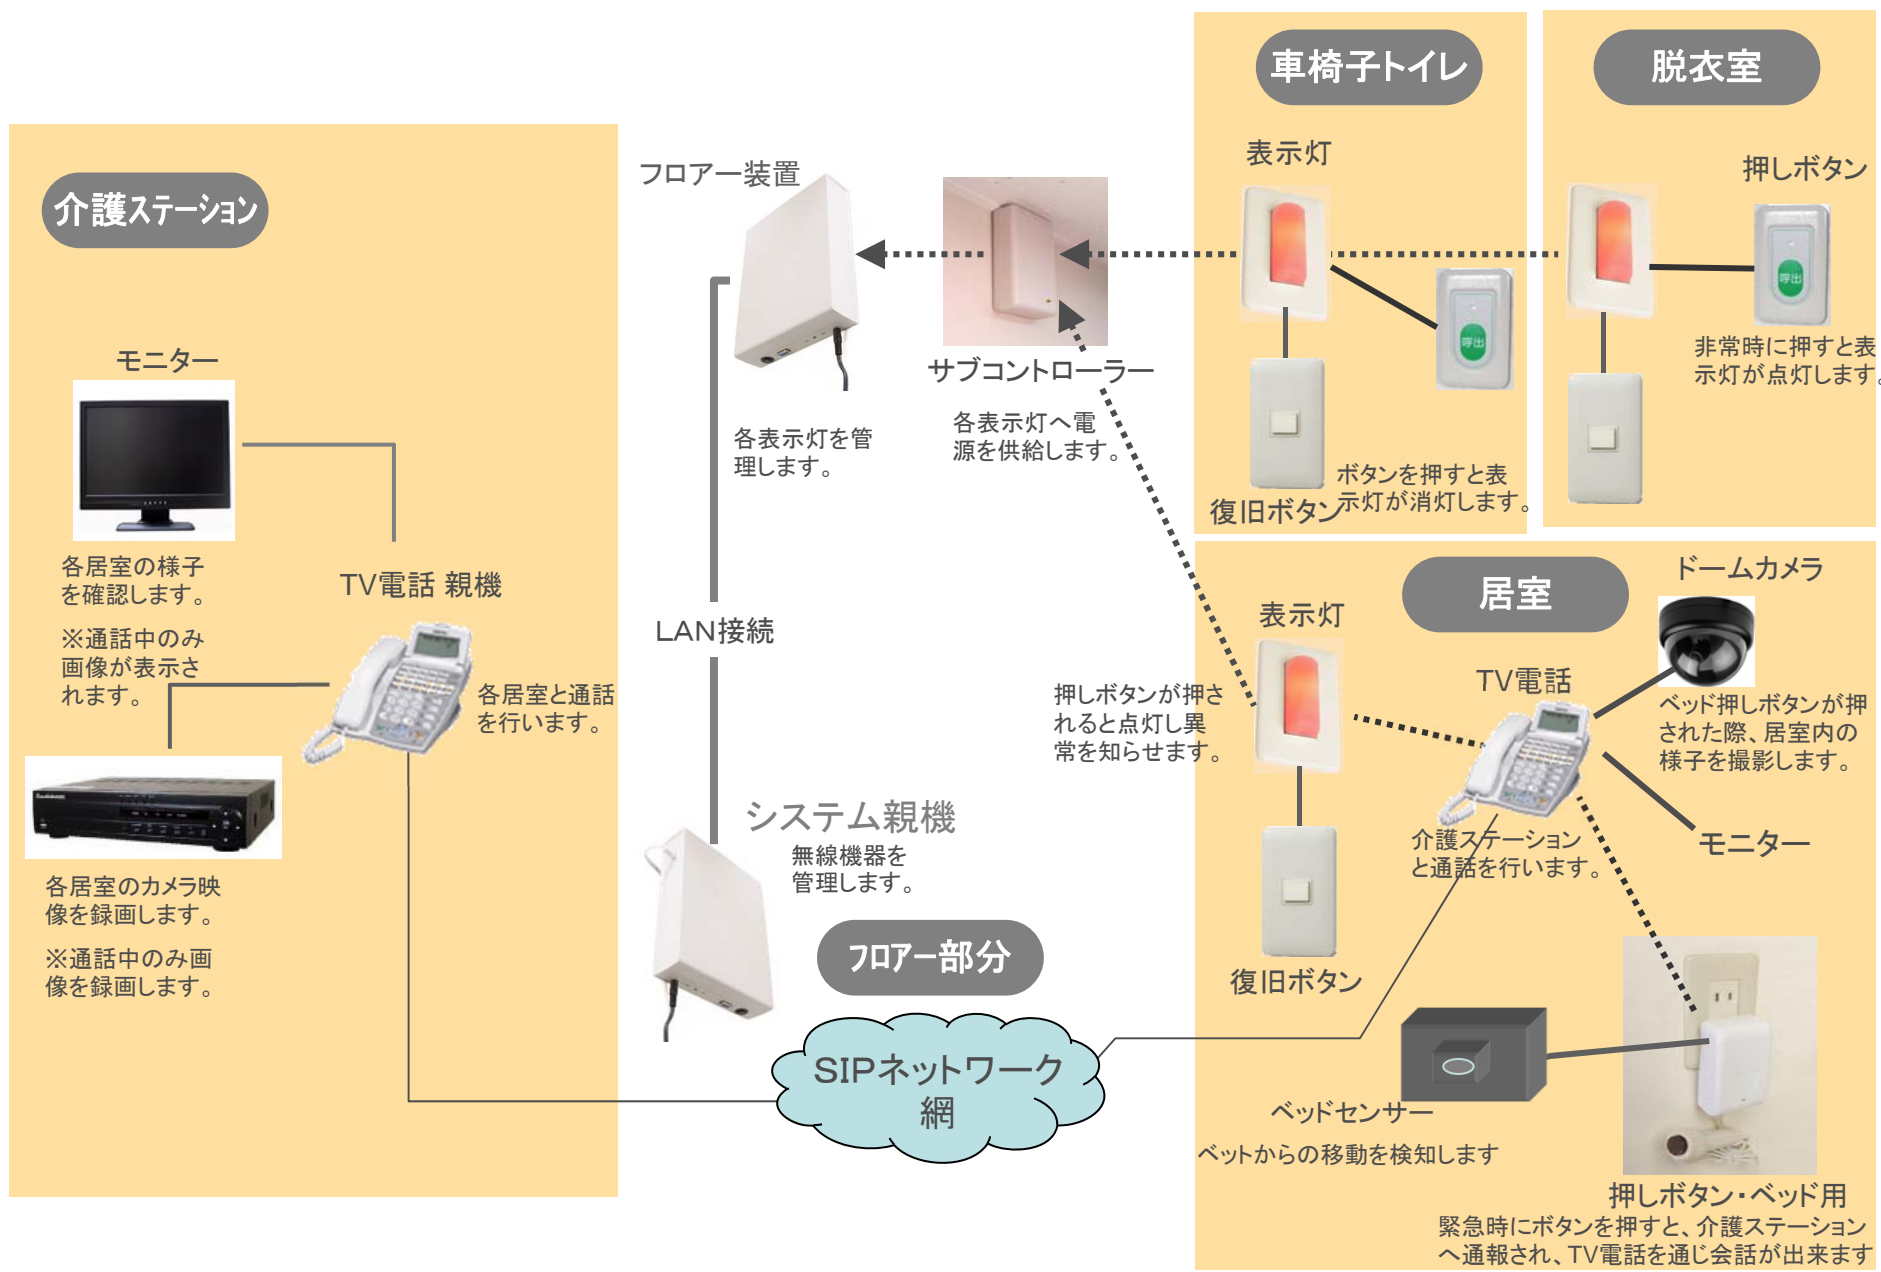 介護ステーション
モニター
各居室の様子
を確認します。
※通話中のみ
画像が表示さ
れます。
TV電話 親機
各居室と通話
を行います。
各居室のカメラ映
像を録画します。
※通話中のみ画
像を録画します。
フロアー装置
各表示灯を管
理します。
サブコントローラー
各表示灯へ電
源を供給します。
LAN接続
システム親機
無線機器を
管理します。
フロアー部分
SIPネットワーク
網
車椅子トイレ
表示灯
呼出
ボタンを押すと表
示灯が消灯します。
復旧ボタン
脱衣室
押しボタン
呼出
非常時に押すと表
示灯が点灯します。
居室
表示灯
押しボタンが押さ
れると点灯し異
常を知らせます。
復旧ボタン
ドームカメラ
ベッド押しボタンが押
された際、居室内の
様子を撮影します。
TV電話
介護ステーション
と通話を行います。
モニター
ベッドセンサー
ベットからの移動を検知します
押しボタン・ベッド用
緊急時にボタンを押すと、介護ステーション
へ通報され、TV電話を通じ会話が出来ます